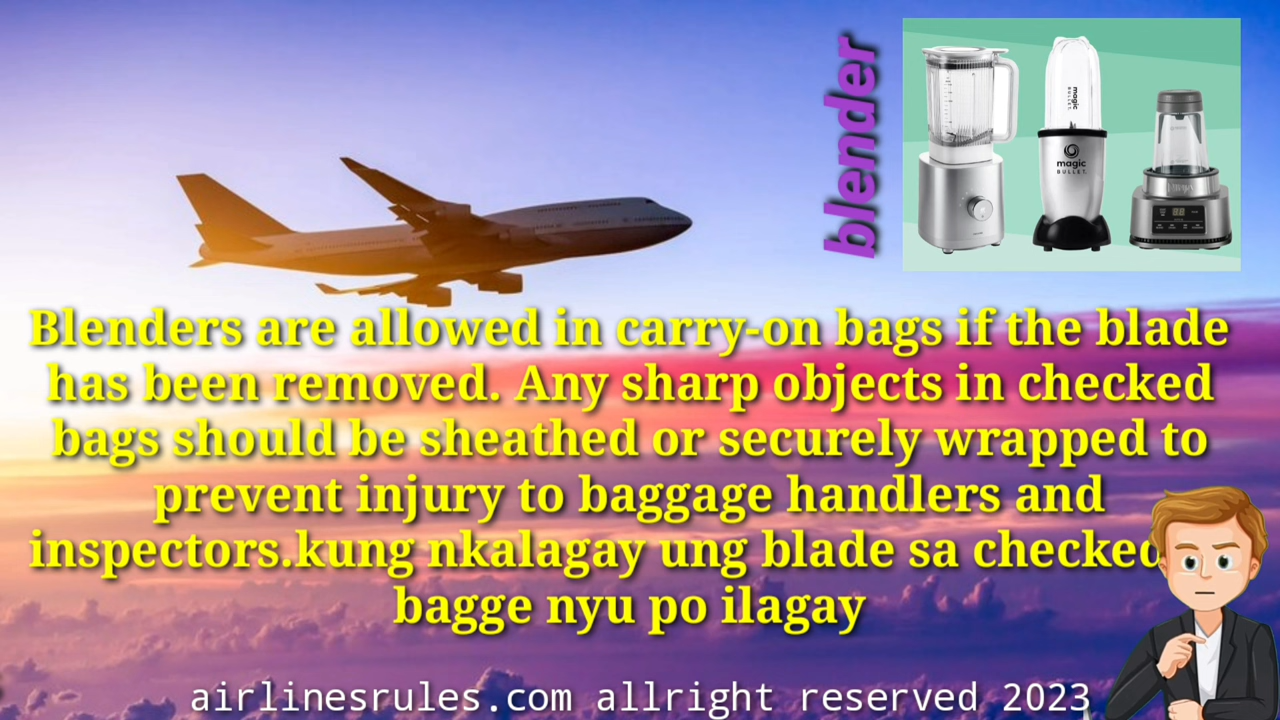 blender
magic
BULLET
magic
BULLET
Blenders are allowed in carry-on bags if the blade
has been removed. Any sharp objects in checked
bags should be sheathed or securely wrapped to
prevent injury to baggage handlers and
inspectors.kung nkalagay ung blade sa checked
bagge nyu po ilagay
airlinesrules.com allright reserved 2023